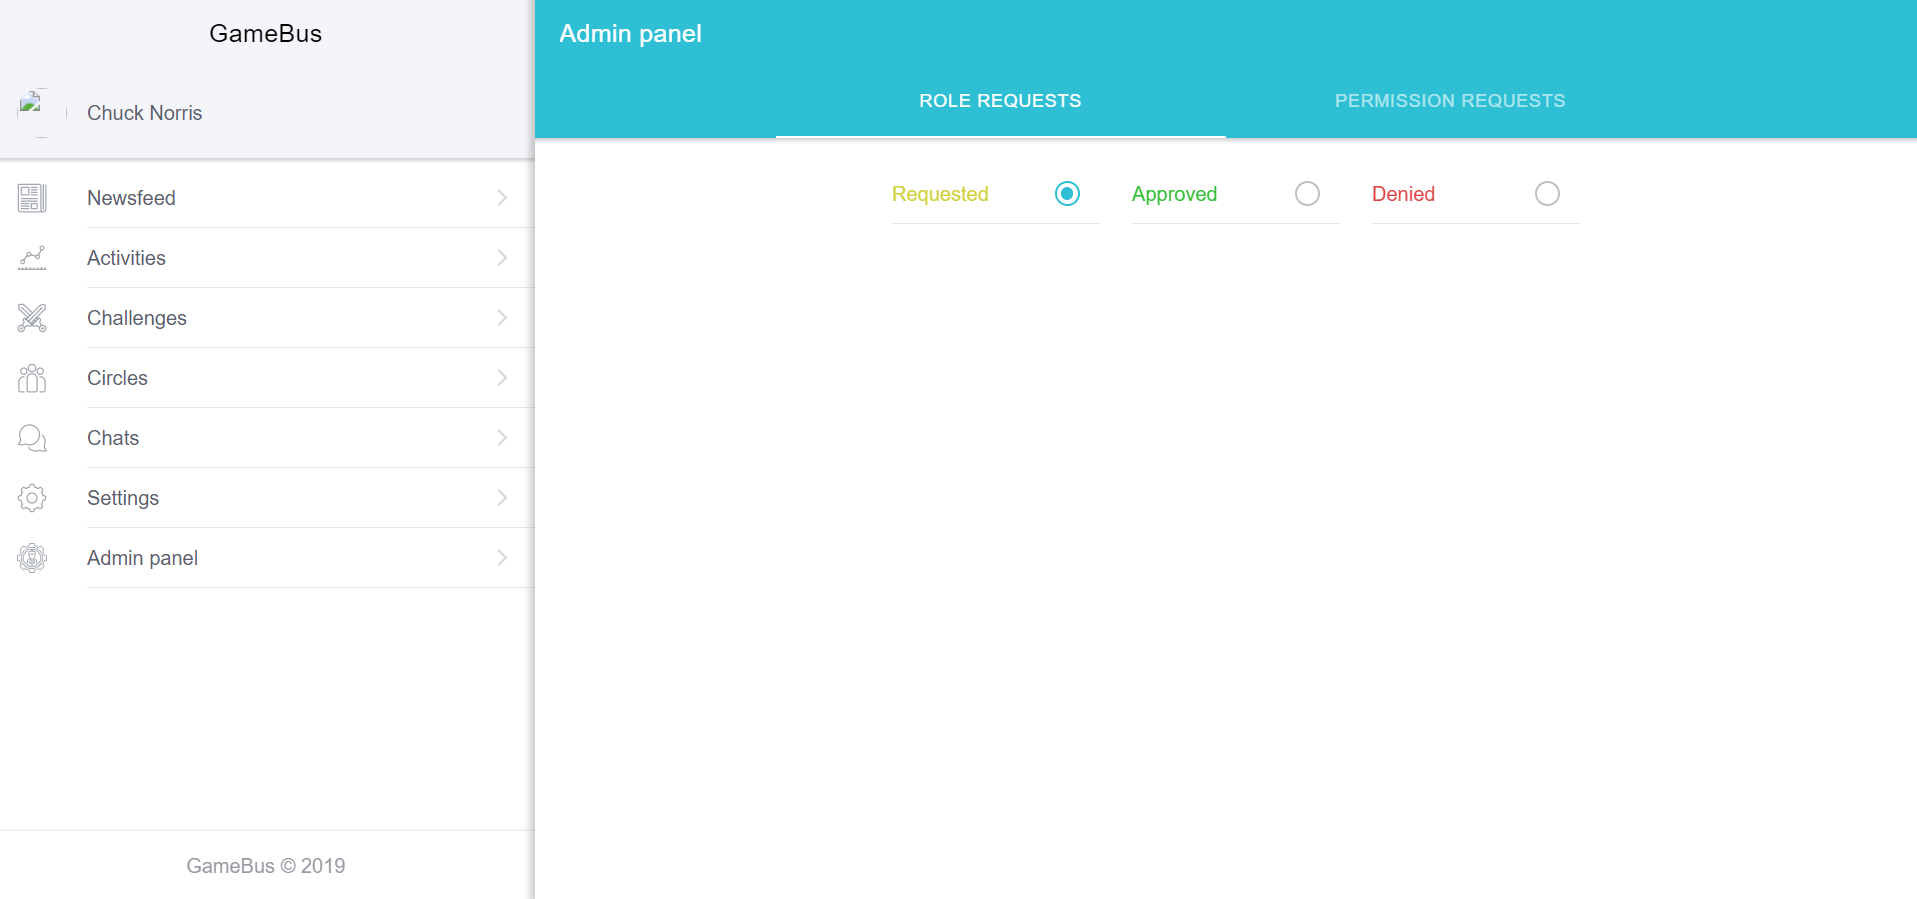 GameBus
Chuck Norris
Newsfeed
Activities
Challenges
Circles
Chats
Settings
Admin panel
GameBus © 2019
Admin panel
ROLE REQUESTS
PERMISSION REQUESTS
Requested
Approved
Denied